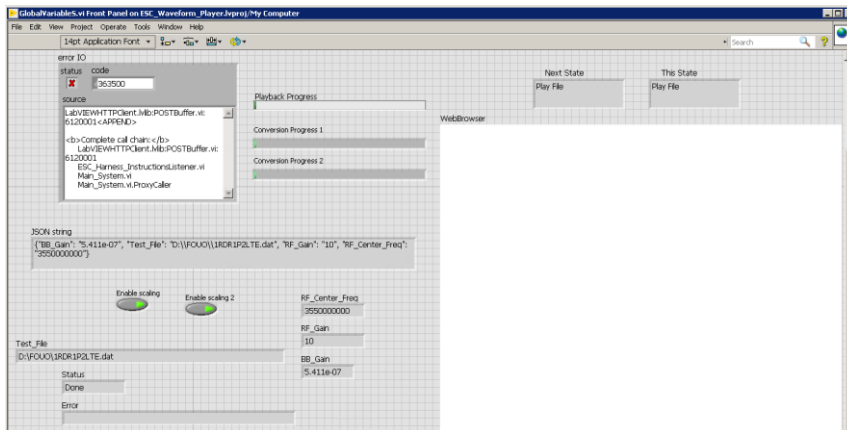 GlobalVariableS.vi Front Panel on ESC_Waveform_Player.lvproj/My Computer
File Edit View Project Operate Tools Window Help
14pt Application Font
Search
error IO
status code
363500
source
LabVIEWHTTPClient.lvlib:POSTBuffer.vi:
6120001<APPEND>
<b>Complete call chain:</b>
LabVIEWHTTPClient.lvlib:POSTBuffer.vi:
6120001
ESC_Harness_InstructionsListener.vi
Main_System.vi
Main_System.vi.ProxyCaller
Playback Progress
Conversion Progress 1
Conversion Progress 2
Next State
Play File
This State
Play File
WebBrowser
JSON string
{"BB_Gain": "5.411e-07", "Test_File": "D:\\FOUO\\1RDR1P2LTE.dat", "RF_Gain": "10", "RF_Center_Freq":
"3550000000"}
Enable scaling
Enable scaling 2
RF_Center_Freq
3550000000
RF_Gain
10
BB_Gain
5.411e-07
Test_File
D:\FOUO\1RDR1P2LTE.dat
Status
Done
Error